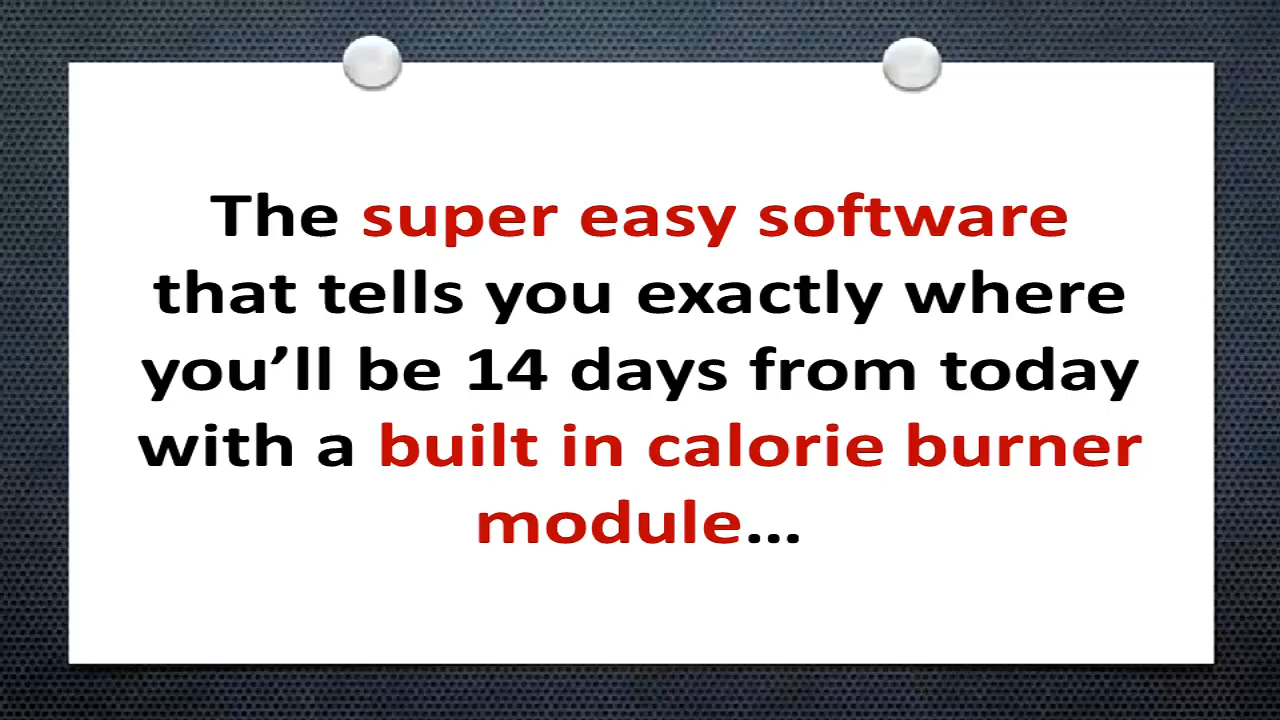 The super easy software
that tells you exactly where
you’ll be 14 days from today
with a built in calorie burner
module...